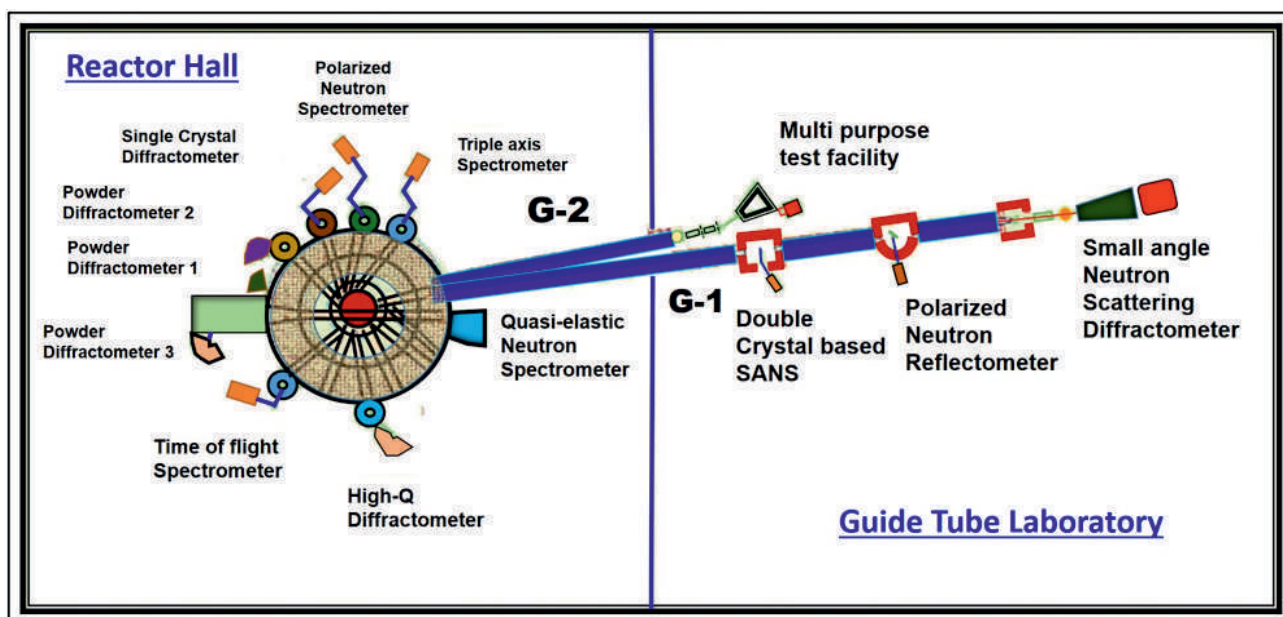 Reactor Hall
Polarized
Neutron
Spectrometer
Single Crystal
Diffractometer
Triple axis
Spectrometer
Powder
Diffractometer 2
Powder
Diffractometer 1
Powder
Diffractometer 3
Time of flight
Spectrometer
High-Q
Diffractometer
Quasi-elastic
Neutron
Spectrometer
G-2
G-1
Multi purpose
test facility
Double
Crystal based
SANS
Polarized
Neutron
Reflectometer
Small angle
Neutron
Scattering
Diffractometer
Guide Tube Laboratory